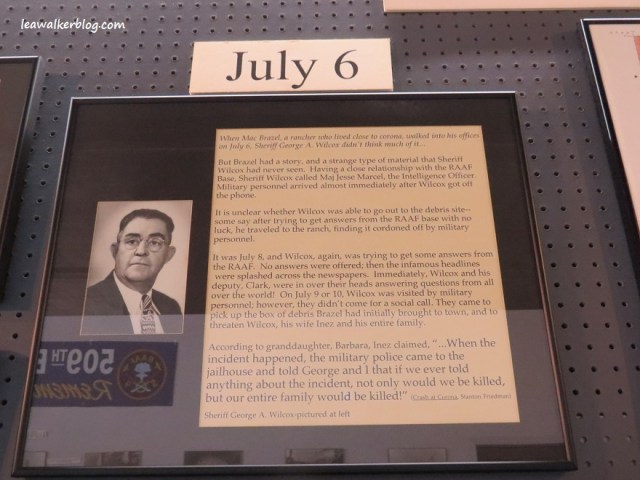 leawalkerblog.com
July 6
When Mac Brazel, a rancher who lived close to corona, walked into his offices
on July 6, Sheriff George A. Wilcox didn't think much of it...
But Brazel had a story, and a strange type of material that Sheriff
Wilcox had never seen. Having a close relationship with the RAAF
Base, Sheriff Wilcox called Maj Jesse Marcel, the Intelligence Officer.
Military personnel arrived almost immediately after Wilcox got off
the phone.
It is unclear whether Wilcox was able to go out to the debris site--
some say after trying to get answers from the RAAF base with no
luck, he traveled to the ranch, finding it cordoned off by military
personnel.
It was July 8, and Wilcox, again, was trying to get some answers from
the RAAF. No answers were offered; then the infamous headlines
were splashed across the newspapers. Immediately, Wilcox and his
deputy, Clark, were in over their heads answering questions from all
over the world! On July 9 or 10, Wilcox was visited by military
personnel; however, they didn't come for a social call. They came to
pick up the box of debris Brazel had initially brought to town, and to
threaten Wilcox, his wife Inez and his entire family.
According to granddaughter, Barbara, Inez claimed, "...When the
incident happened, the military police came to the
jailhouse and told George and I that if we ever told
anything about the incident, not only would we be killed,
but our entire family would be killed!" (Crash at Corona, Stanton Friedman)
Sheriff George A. Wilcox-pictured at left
509TH
Remem